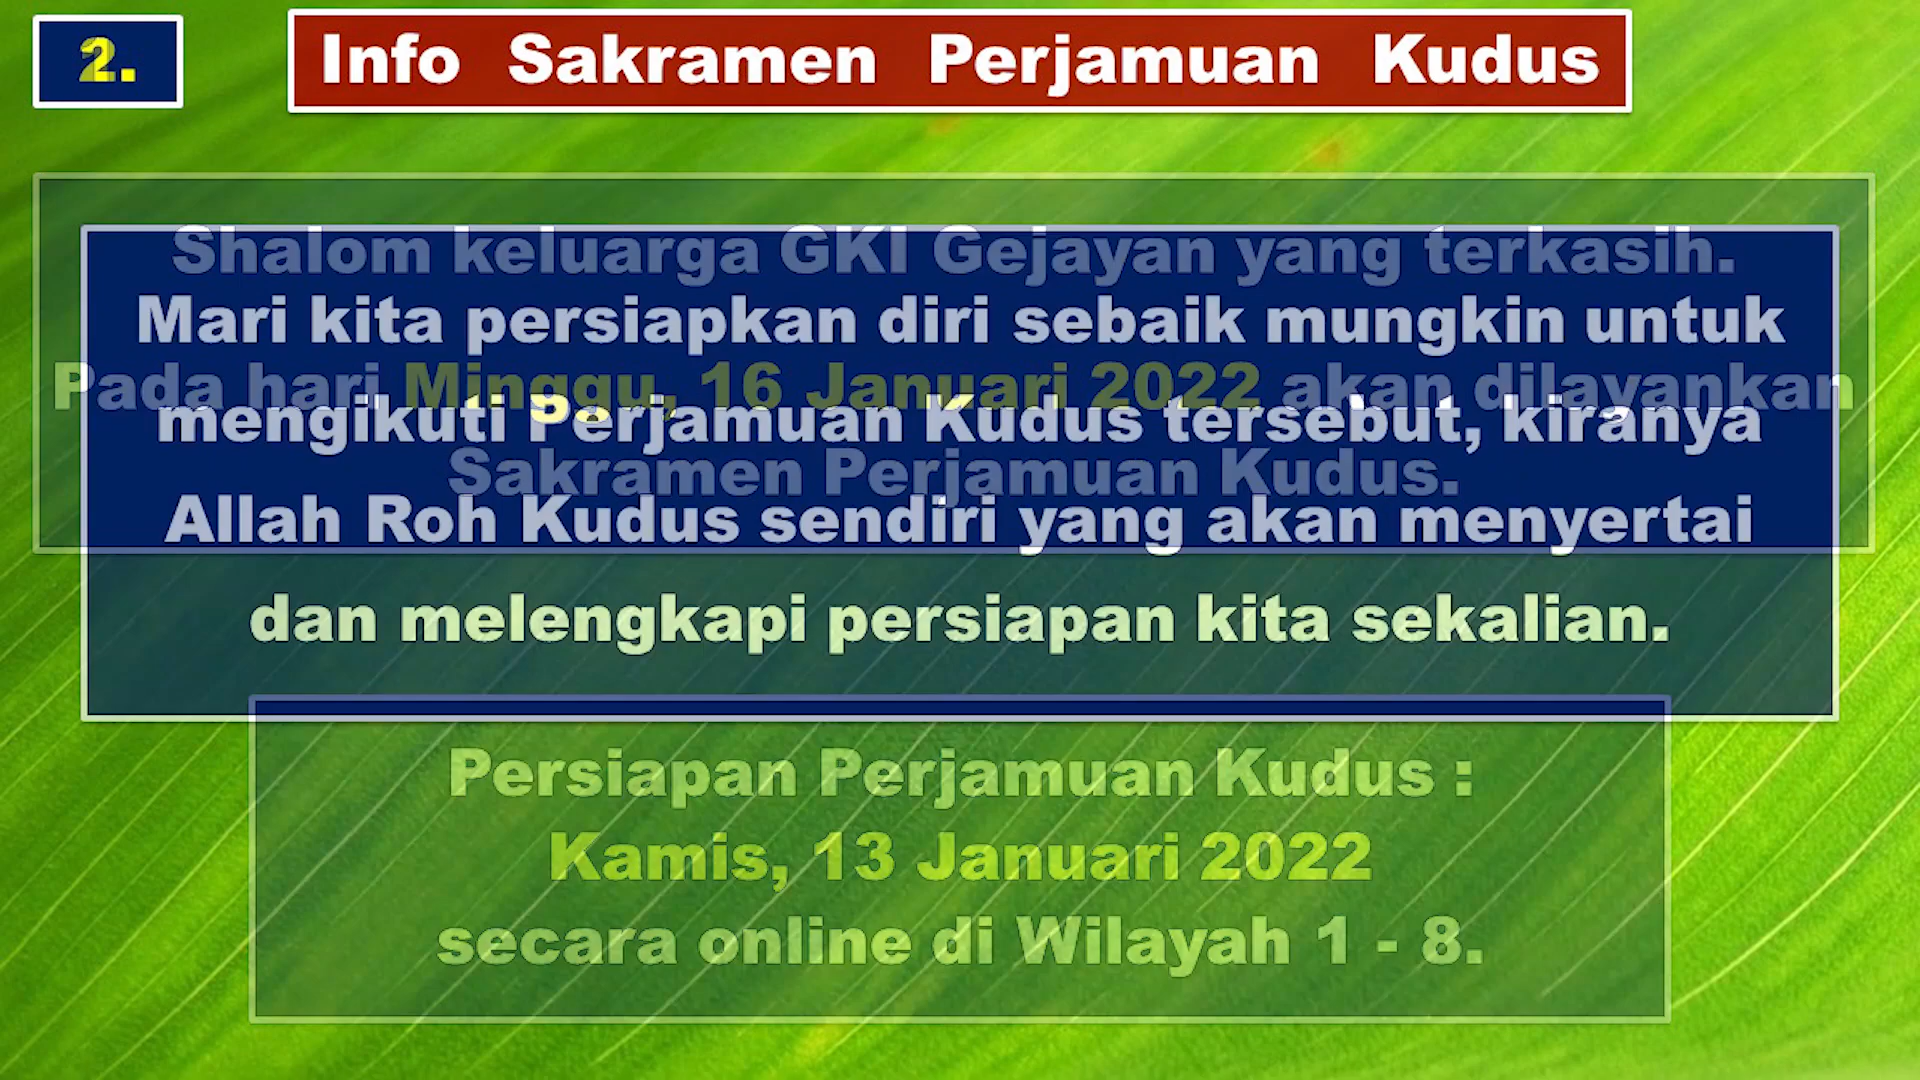 2.
Info Sakramen Perjamuan Kudus
Shalom keluarga GKI Gejayan yang terkasih.
Pada hari Minggu, 16 Januari 2022 akan dilayankan
Sakramen Perjamuan Kudus.
Mari kita persiapkan diri sebaik mungkin untuk
mengikuti Perjamuan Kudus tersebut, kiranya
Allah Roh Kudus sendiri yang akan menyertai
dan melengkapi persiapan kita sekalian.
Persiapan Perjamuan Kudus :
Kamis, 13 Januari 2022
secara online di Wilayah 1 - 8.